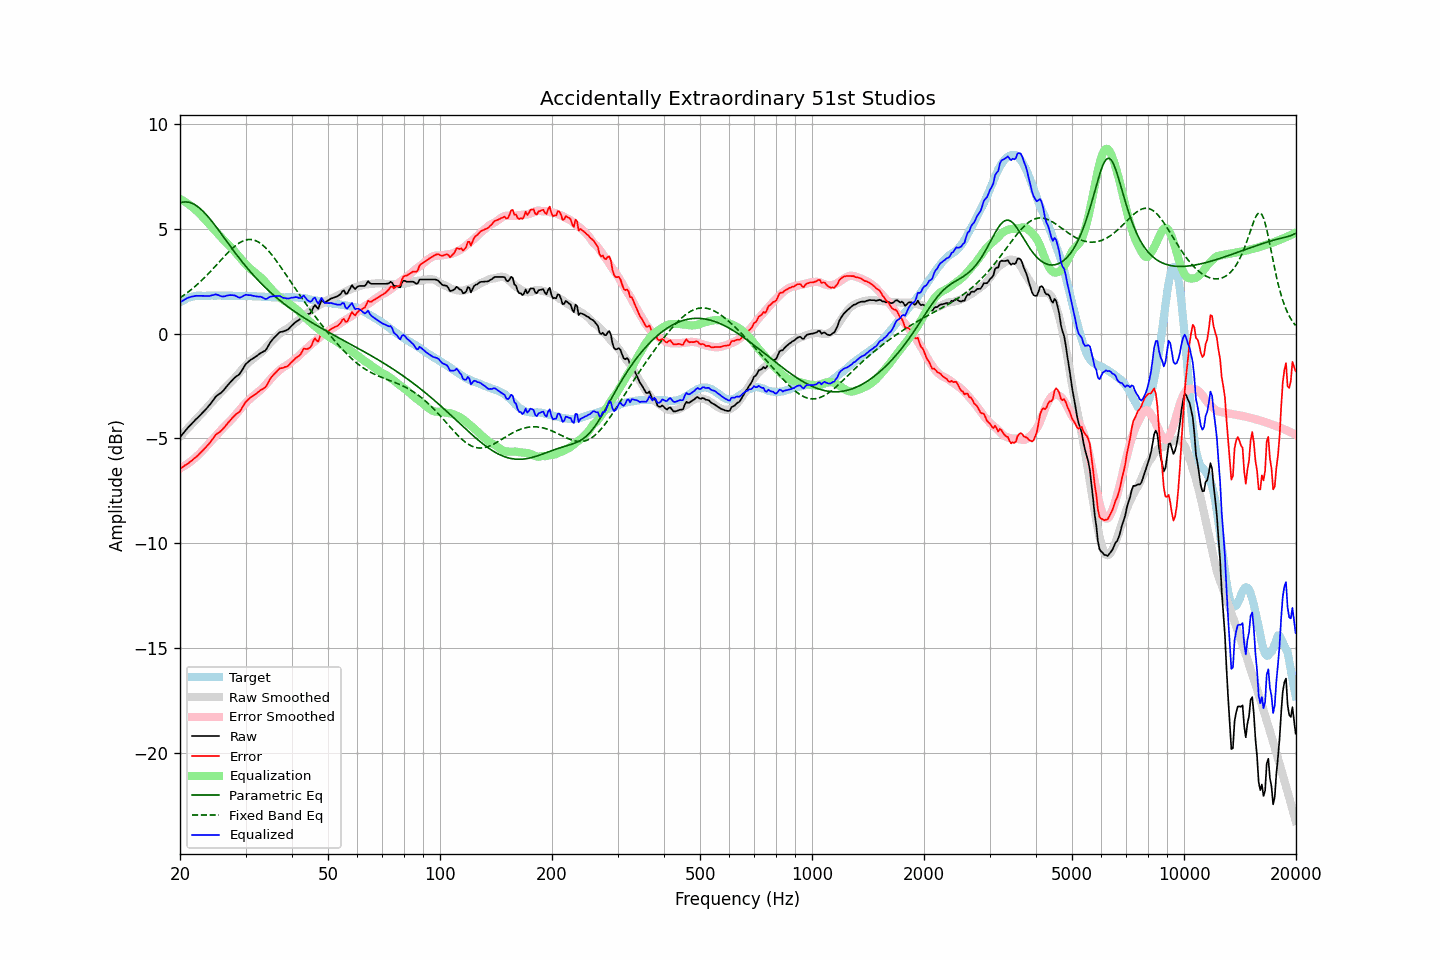 Accidentally Extraordinary 51st Studios
10
5
0
−5
−10
−15
−20
Amplitude (dBr)
Target
Raw Smoothed
Error Smoothed
Raw
Error
Equalization
Parametric Eq
Fixed Band Eq
Equalized
20 50 100 200 500 1000 2000 5000 10000 20000
Frequency (Hz)